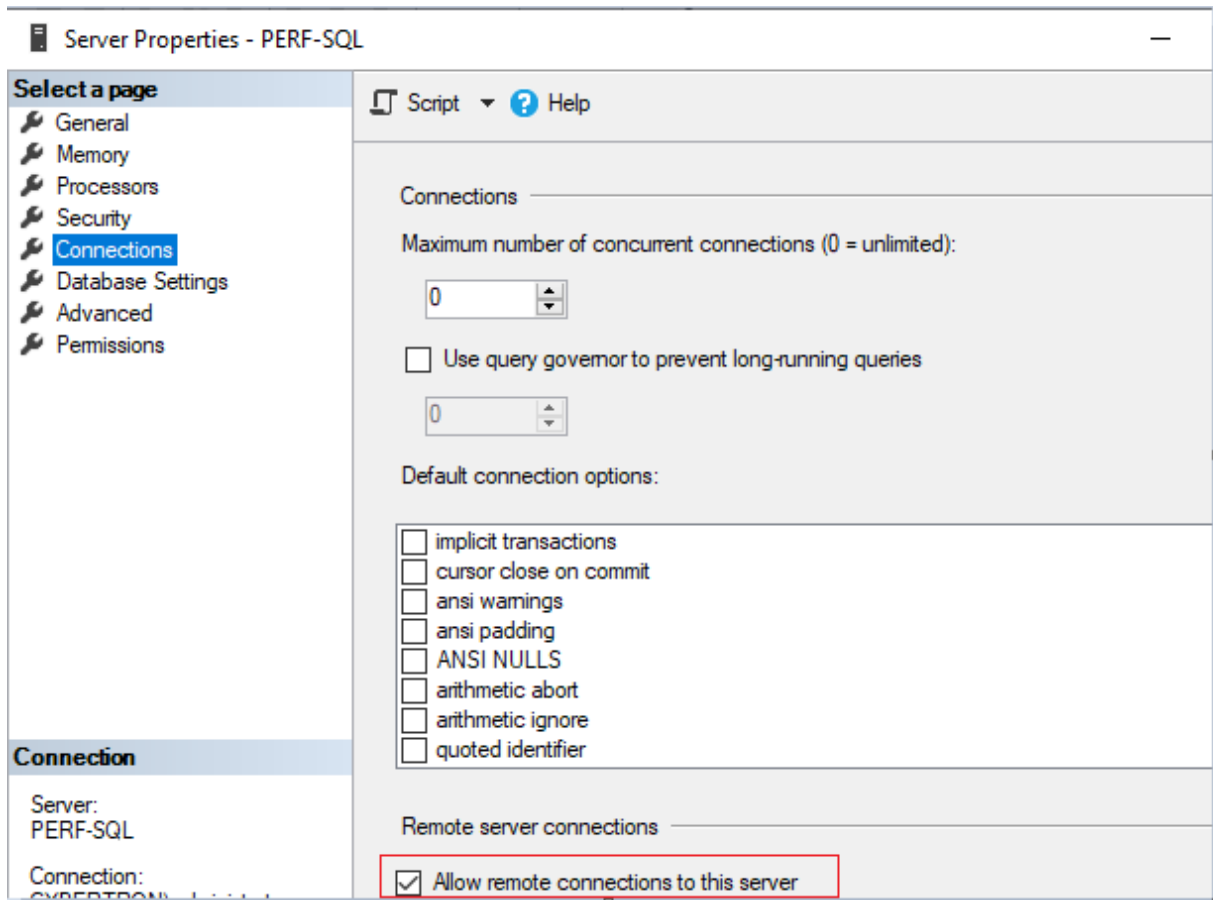 Server Properties - PERF-SQL
Select a page
General
Memory
Processors
Security
Connections
Database Settings
Advanced
Permissions
Script
Help
Connections
Maximum number of concurrent connections (0 = unlimited):
0
Use query governor to prevent long-running queries
0
Default connection options:
implicit transactions
cursor close on commit
ansi warnings
ansi padding
ANSI NULLS
arithmetic abort
arithmetic ignore
quoted identifier
Remote server connections
Allow remote connections to this server
Connection
Server:
PERF-SQL
Connection: